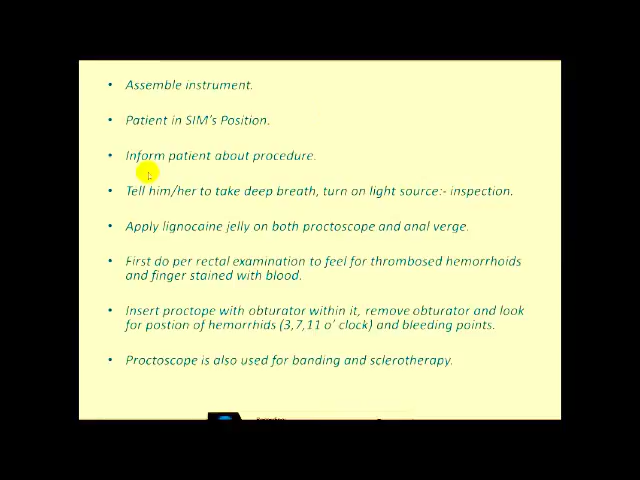 Assemble instrument.
Patient in SIM's Position.
Inform patient about procedure.
Tell him/her to take deep breath, turn on light source:- inspection.
Apply lignocaine jelly on both proctoscope and anal verge.
First do per rectal examination to feel for thrombosed hemorrhoids
and finger stained with blood.
Insert proctope with obturator within it, remove obturator and look
for postion of hemorrhids (3,7,11 o' clock) and bleeding points.
Proctoscope is also used for banding and sclerotherapy.